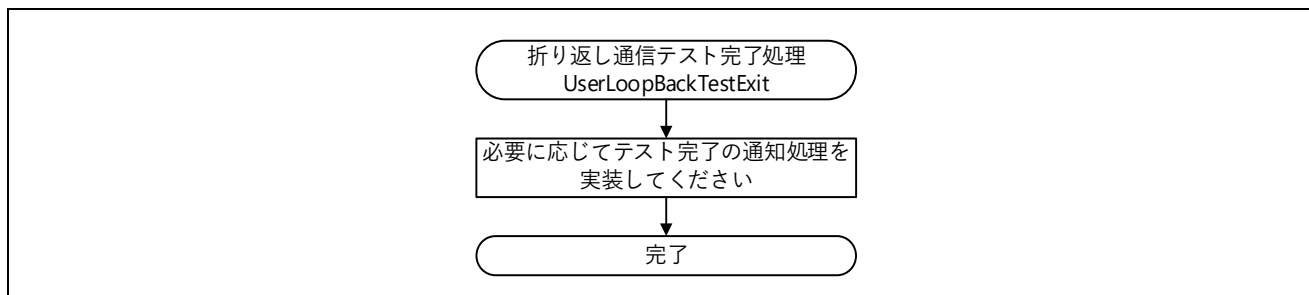 折り返し通信テスト完了処理
UserLoopBackTestExit
必要に応じてテスト完了の通知処理を
実装してください
完了